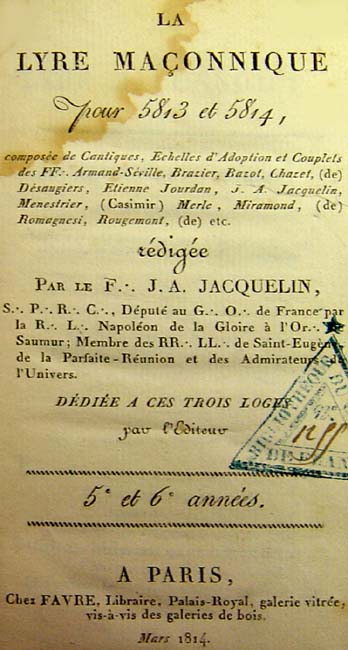 LA
LYRE MAÇONNIQUE
pour 5813 et 5814,
composée de Cantiques, Echelles d'Adoption et Couplets
des FF∴ Armand-Séville, Brazier, Bazot, Chazet, (de)
Désaugiers, Etienne Jourdan, J. A. Jacquelin,
Menestrier, (Casimir) Merle, Miramond, (de)
Romagnesi, Rougemont, (de) etc.
rédigée
PAR LE F∴ J. A. JACQUELIN,
S∴ P∴ R∴ C∴, Député au G∴ O∴ de France par
la R∴ L∴ Napoléon de la Gloire à l'Or∴
Saumur; Membre des RR∴ LL∴ de Saint-Eugène
de la Parfaite-Réunion et des Admirateurs de
l'Univers.
DÉDIÉE A CES TROIS LOGES
par l'Editeur
BIBLIOTHÈQUE DU
DE FRAN
5e et 6e années.
A PARIS,
Chez FAVRE, Libraire, Palais-Royal, galerie vitrée,
vis-à-vis des galeries de bois.
Mars 1814.